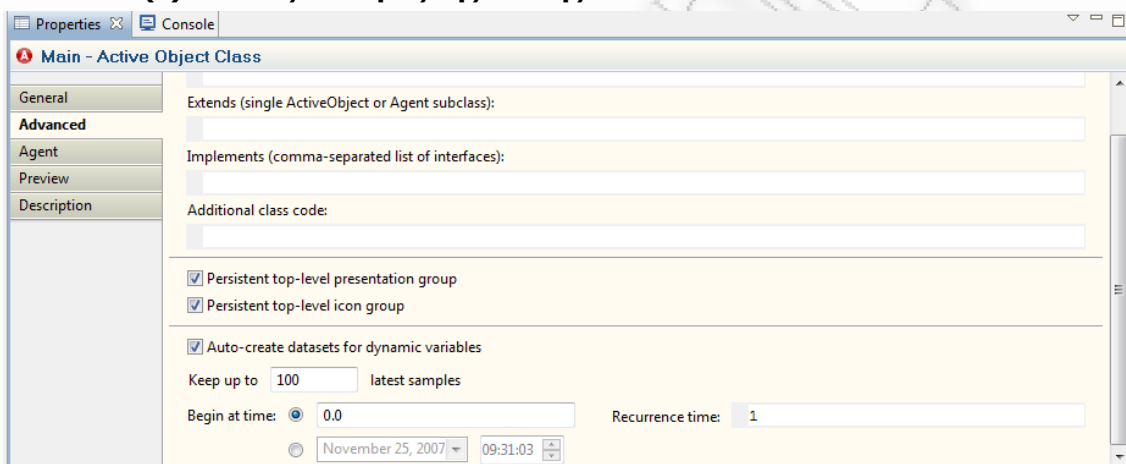 Properties Console
Main - Active Object Class
General
Advanced
Agent
Preview
Description
Extends (single ActiveObject or Agent subclass):
Implements (comma-separated list of interfaces):
Additional class code:
Persistent top-level presentation group
Persistent top-level icon group
Auto-create datasets for dynamic variables
Keep up to 100 latest samples
Begin at time: 0.0 Recurrence time: 1
November 25, 2007 09:31:03